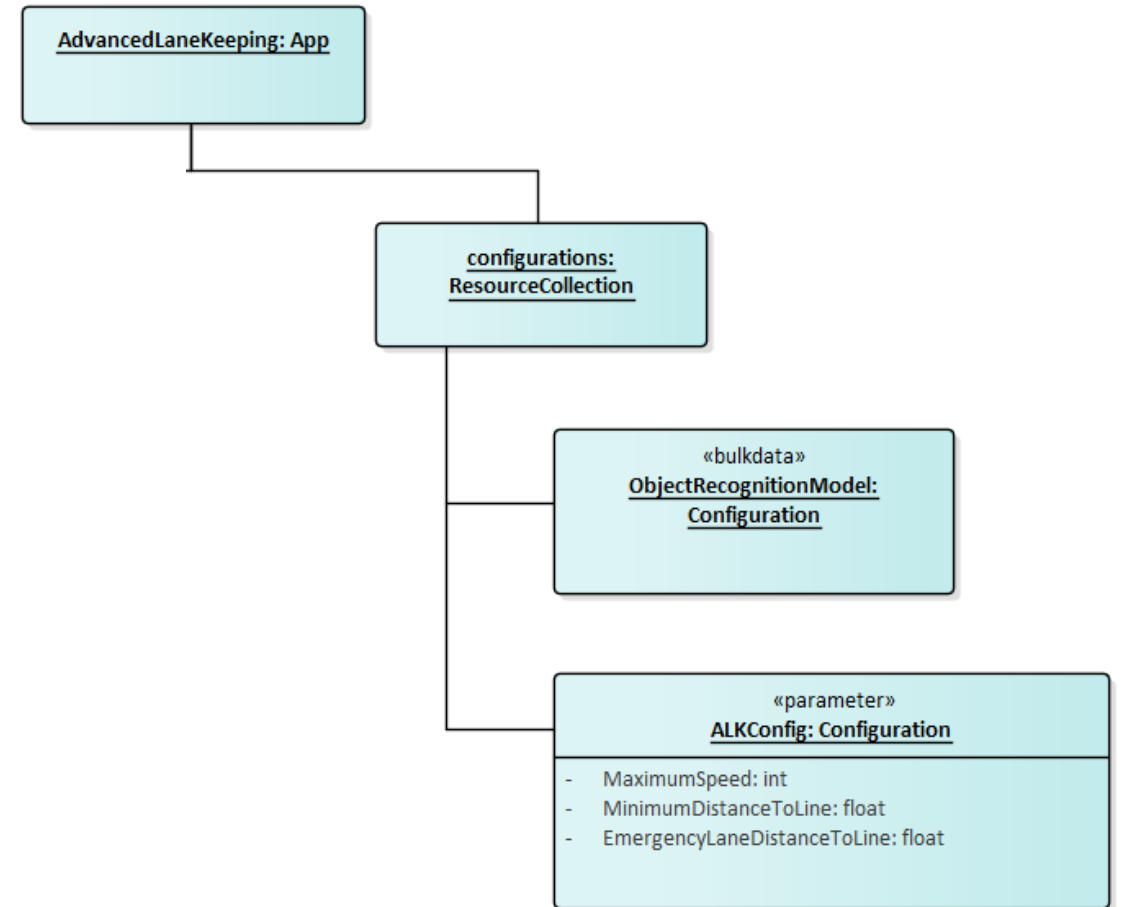 AdvancedLaneKeeping: App
configurations:
ResourceCollection
«bulkdata»
ObjectRecognitionModel:
Configuration
«parameter»
ALKConfig: Configuration
- MaximumSpeed: int
- MinimumDistanceToLine: float
- EmergencyLaneDistanceToLine: float